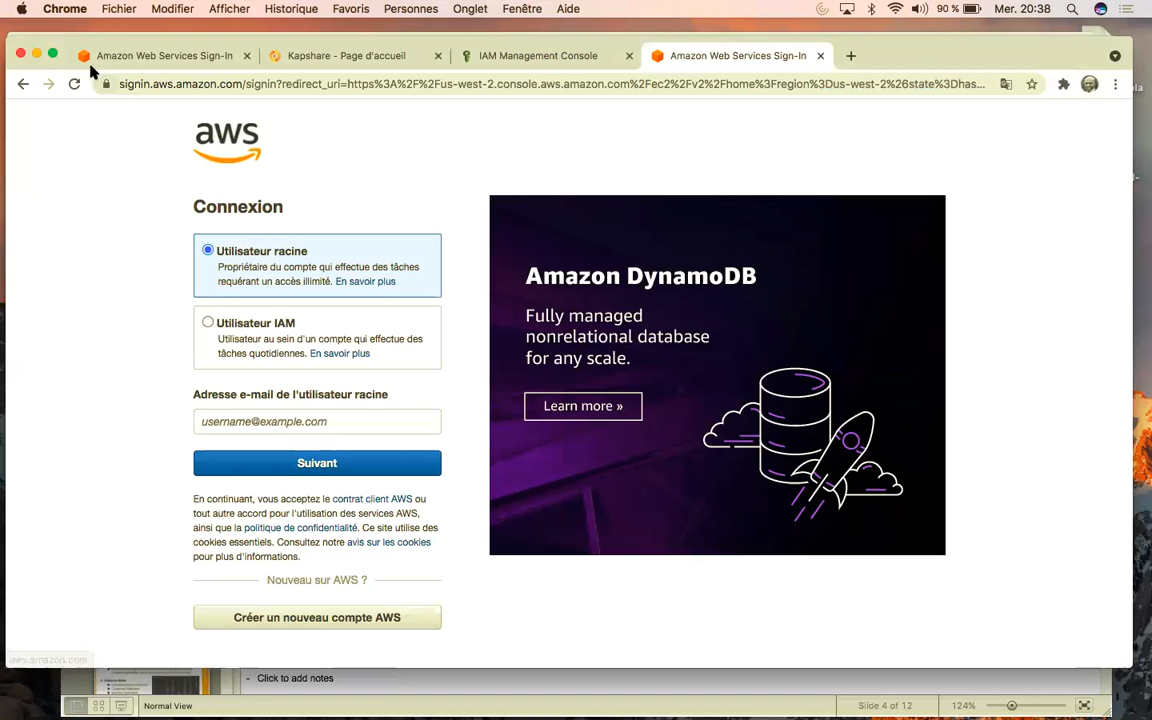 Chrome Fichier Modifier Afficher Historique Favoris Personnes Onglet Fenêtre Aide 90 % Mer. 20:38
Amazon Web Services Sign-In Kapshare - Page d'accueil IAM Management Console Amazon Web Services Sign-In
signin.aws.amazon.com/signin?redirect_uri=https%3A%2F%2Fus-west-2.console.aws.amazon.com%2Fec2%2Fv2%2Fhome%3Fregion%3Dus-west-2%26state%3Dhas...
aws
Connexion
Utilisateur racine
Propriétaire du compte qui effectue des tâches
requérant un accès illimité. En savoir plus
Utilisateur IAM
Utilisateur au sein d'un compte qui effectue des
tâches quotidiennes. En savoir plus
Adresse e-mail de l'utilisateur racine
username@example.com
Suivant
En continuant, vous acceptez le contrat client AWS ou
tout autre accord pour l'utilisation des services AWS,
ainsi que la politique de confidentialité. Ce site utilise des
cookies essentiels. Consultez notre avis sur les cookies
pour plus d'informations.
Nouveau sur AWS ?
Créer un nouveau compte AWS
Amazon DynamoDB
Fully managed
nonrelational database
for any scale.
Learn more »
aws.amazon.com
Click to add notes
Normal View Slide 4 of 12 124%